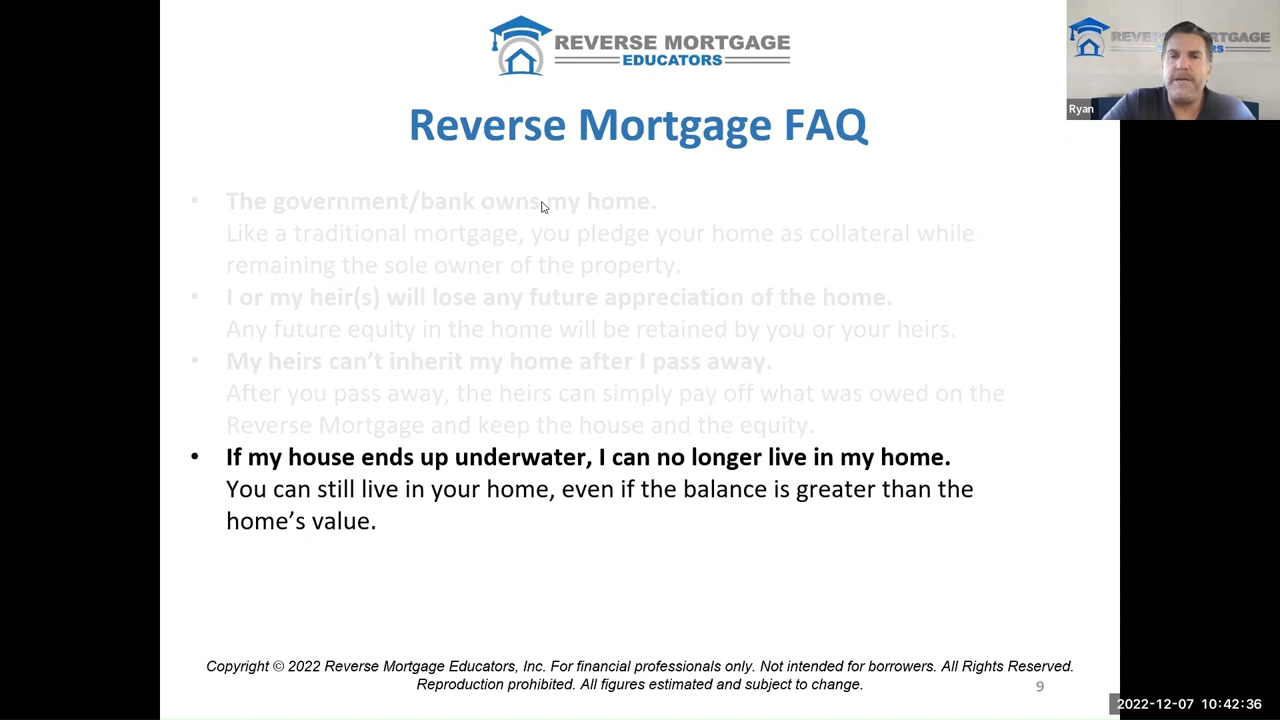 REVERSE MORTGAGE
EDUCATORS
Ryan
Reverse Mortgage FAQ
• The government/bank owns my home.
Like a traditional mortgage, you pledge your home as collateral while
remaining the sole owner of the property.
• I or my heir(s) will lose any future appreciation of the home.
Any future equity in the home will be retained by you or your heirs.
• My heirs can’t inherit my home after I pass away.
After you pass away, the heirs can simply pay off what was owed on the
Reverse Mortgage and keep the house and the equity.
• If my house ends up underwater, I can no longer live in my home.
You can still live in your home, even if the balance is greater than the
home’s value.
Copyright © 2022 Reverse Mortgage Educators, Inc. For financial professionals only. Not intended for borrowers. All Rights Reserved.
Reproduction prohibited. All figures estimated and subject to change.
9
2022-12-07 10:42:36